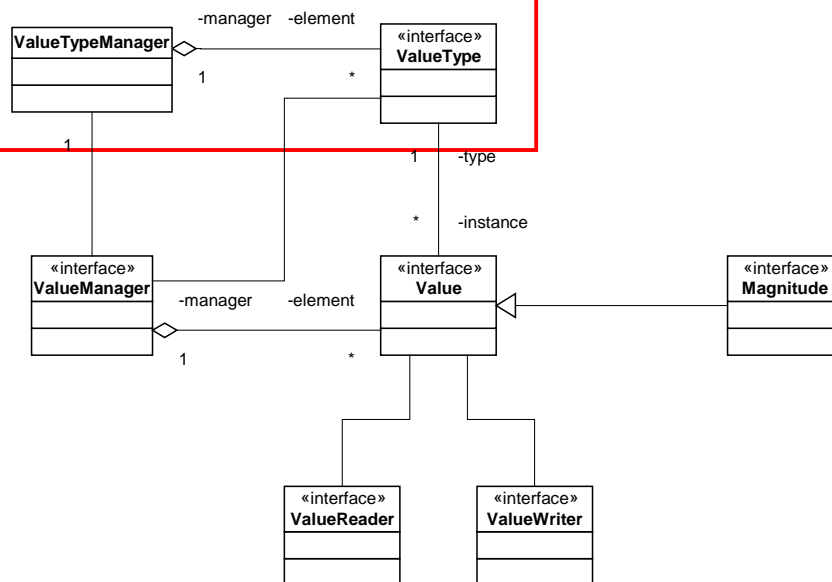 -manager -element
«interface»
ValueTypeManager
ValueType
1 *
1
1 -type
* -instance
«interface»
ValueManager
«interface»
Value
«interface»
Magnitude
-manager -element
1 *
«interface»
ValueReader
«interface»
ValueWriter